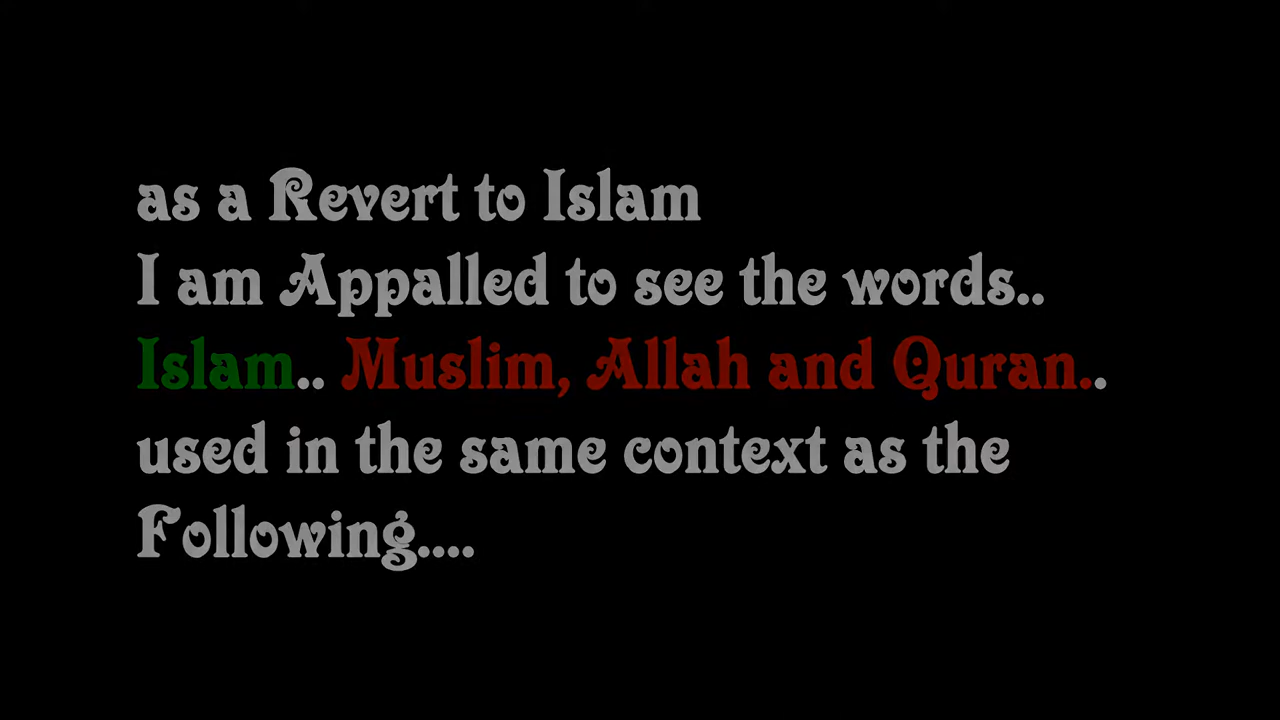 as a Revert to Islam
I am Appalled to see the words..
Islam.. Muslim, Allah and Quran..
used in the same context as the
Following....